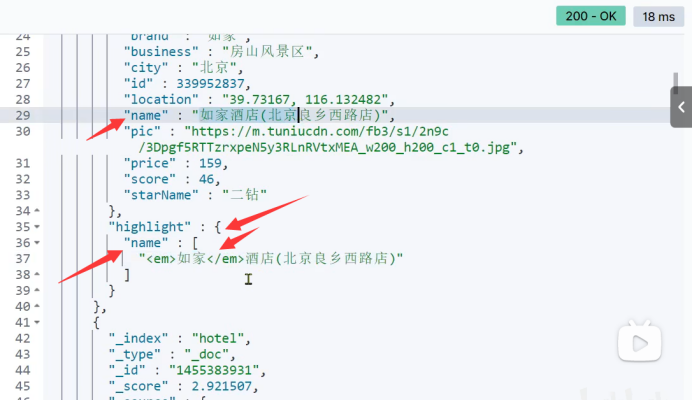 200 - OK
18 ms
24 "brand" : "如家",
25 "business" : "房山风景区",
26 "city" : "北京",
27 "id" : 339952837,
28 "location" : "39.73167, 116.132482",
29 "name" : "如家酒店(北京良乡西路店)",
30 "pic" : "https://m.tuniucdn.com/fb3/s1/2n9c
/3Dpgf5RTTzrxpeN5y3RLnRVtxMEA_w200_h200_c1_t0.jpg",
31 "price" : 159,
32 "score" : 46,
33 "starName" : "二钻"
34 },
35 "highlight" : {
36 "name" : [
37 "<em>如家</em>酒店(北京良乡西路店)"
38 ]
39 }
40 },
41 {
42 "_index" : "hotel",
43 "_type" : "_doc",
44 "_id" : "1455383931",
45 "_score" : 2.921507,